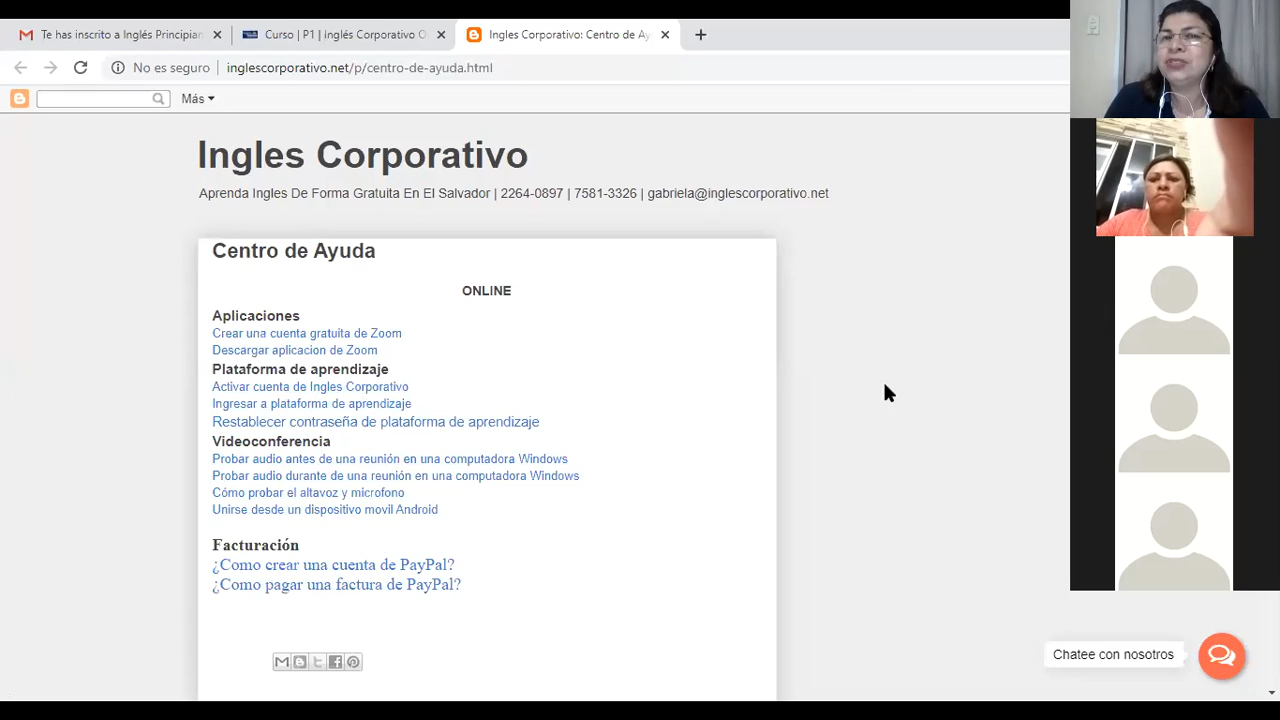 Te has inscrito a Inglés Principian
Curso | P1 | inglés Corporativo O
Ingles Corporativo: Centro de Ay
No es seguro
inglescorporativo.net/p/centro-de-ayuda.html
Más
Ingles Corporativo
Aprenda Ingles De Forma Gratuita En El Salvador | 2264-0897 | 7581-3326 | gabriela@inglescorporativo.net
Centro de Ayuda
ONLINE
Aplicaciones
Crear una cuenta gratuita de Zoom
Descargar aplicacion de Zoom
Plataforma de aprendizaje
Activar cuenta de Ingles Corporativo
Ingresar a plataforma de aprendizaje
Restablecer contraseña de plataforma de aprendizaje
Videoconferencia
Probar audio antes de una reunión en una computadora Windows
Probar audio durante de una reunión en una computadora Windows
Cómo probar el altavoz y microfono
Unirse desde un dispositivo movil Android
Facturación
¿Como crear una cuenta de PayPal?
¿Como pagar una factura de PayPal?
Chatee con nosotros